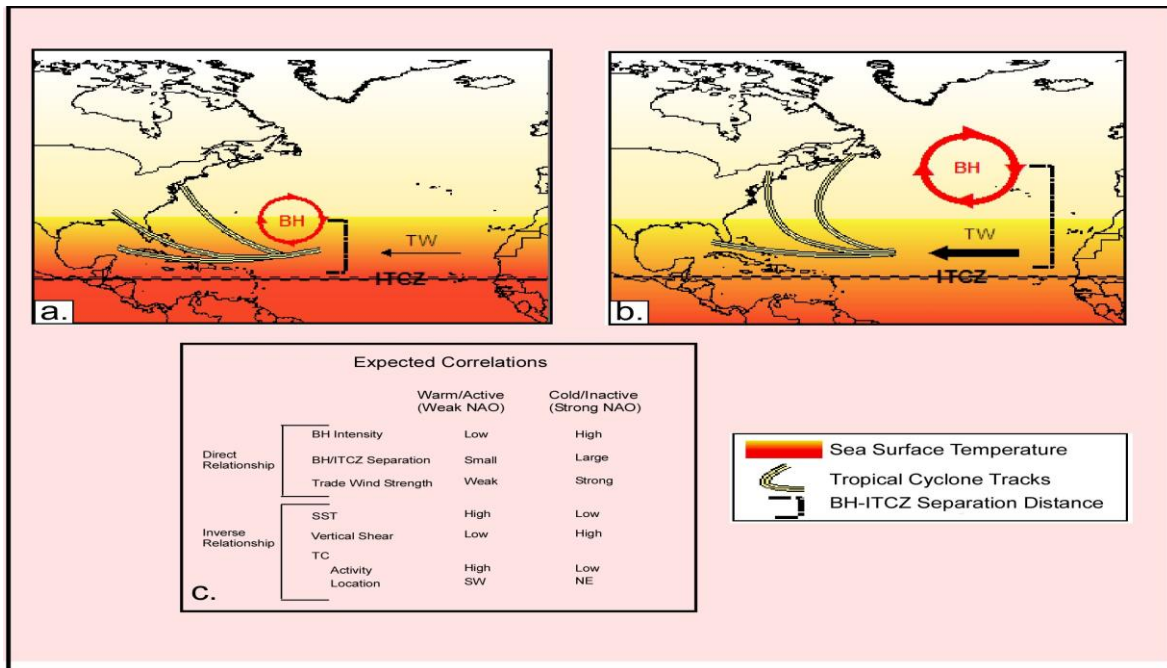 BH
TW
ITCZ
a.
BH
TW
ITCZ
b.
Expected Correlations
Warm/Active Cold/Inactive
(Weak NAO) (Strong NAO)
Direct
Relationship
BH Intensity Low High
BH/ITCZ Separation Small Large
Trade Wind Strength Weak Strong
Inverse
Relationship
SST High Low
Vertical Shear Low High
TC
Activity High Low
Location SW NE
c.
Sea Surface Temperature
Tropical Cyclone Tracks
BH-ITCZ Separation Distance